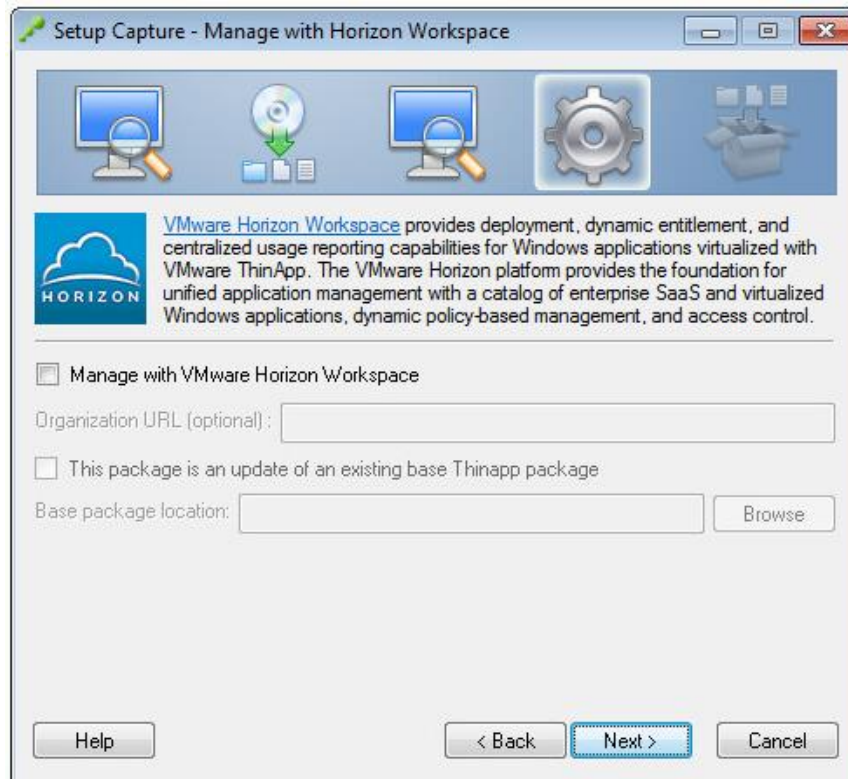 Setup Capture - Manage with Horizon Workspace
VMware Horizon Workspace provides deployment, dynamic entitlement, and
centralized usage reporting capabilities for Windows applications virtualized with
VMware ThinApp. The VMware Horizon platform provides the foundation for
unified application management with a catalog of enterprise SaaS and virtualized
Windows applications, dynamic policy-based management, and access control.
HORIZON
Manage with VMware Horizon Workspace
Organization URL (optional) :
This package is an update of an existing base Thinapp package
Base package location:
Browse
Help
< Back
Next >
Cancel